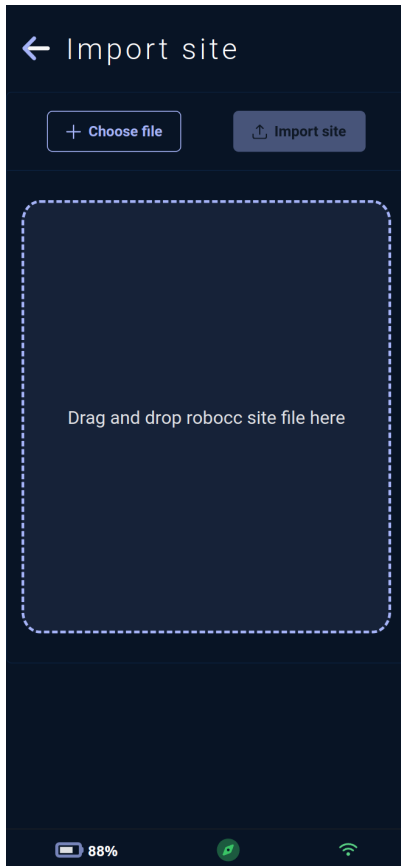 Import site
Choose file
Import site
Drag and drop robocc site file here
88%